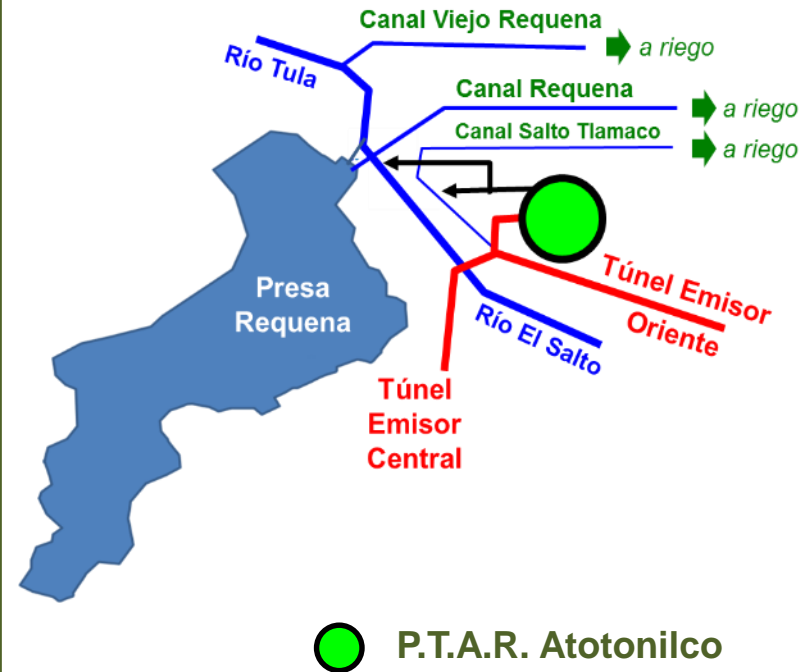 Canal Viejo Requena
a riego
Río Tula
Canal Requena
a riego
Canal Salto Tlamaco
a riego
Presa
Requena
Túnel Emisor
Oriente
Río El Salto
Túnel
Emisor
Central
P.T.A.R. Atotonilco